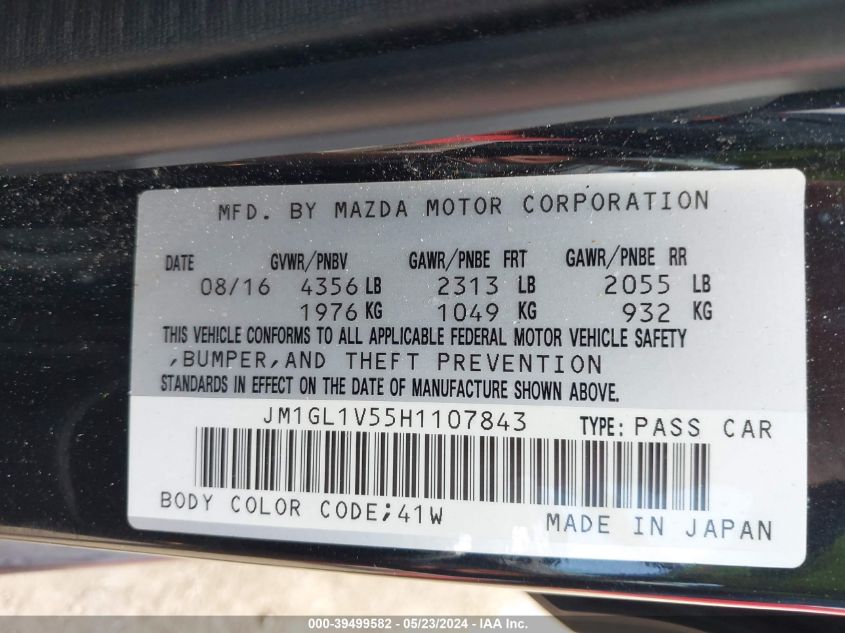 MFD. BY MAZDA MOTOR CORPORATION
DATE GVWR/PNBV GAWR/PNBE FRT GAWR/PNBE RR
08/16 4356 LB 2313 LB 2055 LB
1976 KG 1049 KG 932 KG
THIS VEHICLE CONFORMS TO ALL APPLICABLE FEDERAL MOTOR VEHICLE SAFETY
,BUMPER,AND THEFT PREVENTION
STANDARDS IN EFFECT ON THE DATE OF MANUFACTURE SHOWN ABOVE.
JM1GL1V55H1107843 TYPE: PASS CAR
BODY COLOR CODE;41W MADE IN JAPAN
000-39499582 - 05/23/2024 - IAA Inc.